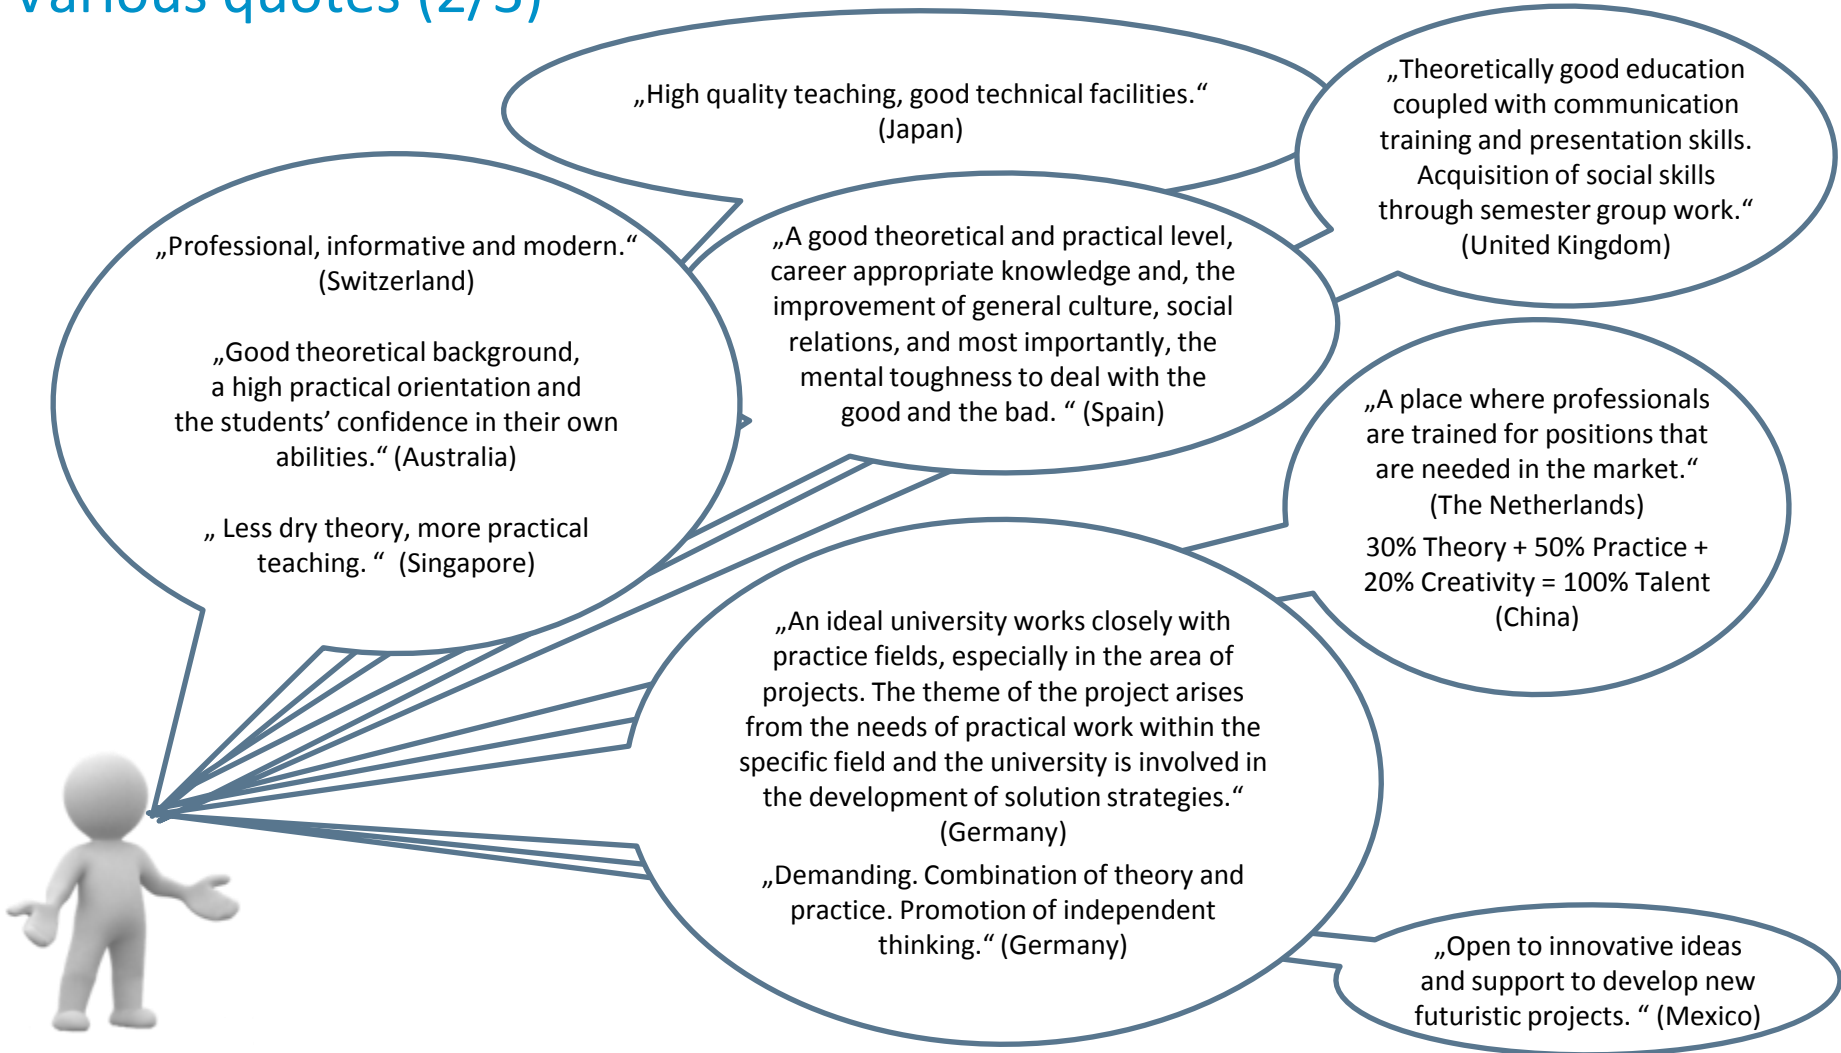 Various quotes (2/3)
„High quality teaching, good technical facilities.“
(Japan)
„Theoretically good education
coupled with communication
training and presentation skills.
Acquisition of social skills
through semester group work.“
(United Kingdom)
„Professional, informative and modern.“
(Switzerland)
„Good theoretical background,
a high practical orientation and
the students’ confidence in their own
abilities.“ (Australia)
„ Less dry theory, more practical
teaching. “ (Singapore)
„A good theoretical and practical level,
career appropriate knowledge and, the
improvement of general culture, social
relations, and most importantly, the
mental toughness to deal with the
good and the bad. “ (Spain)
„A place where professionals
are trained for positions that
are needed in the market.“
(The Netherlands)
30% Theory + 50% Practice +
20% Creativity = 100% Talent
(China)
„An ideal university works closely with
practice fields, especially in the area of
projects. The theme of the project arises
from the needs of practical work within the
specific field and the university is involved in
the development of solution strategies.“
(Germany)
„Demanding. Combination of theory and
practice. Promotion of independent
thinking.“ (Germany)
„Open to innovative ideas
and support to develop new
futuristic projects. “ (Mexico)